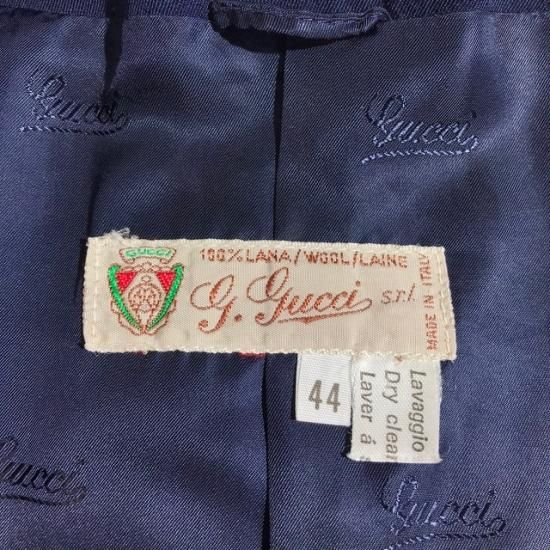 Gucci
Gucci
GUCCI
100% LANA/WOOL/LAINE
G. Gucci s.r.l.
MADE IN ITALY
44
Lavaggio
Dry clean
Laver à s
Gucci
Gucci